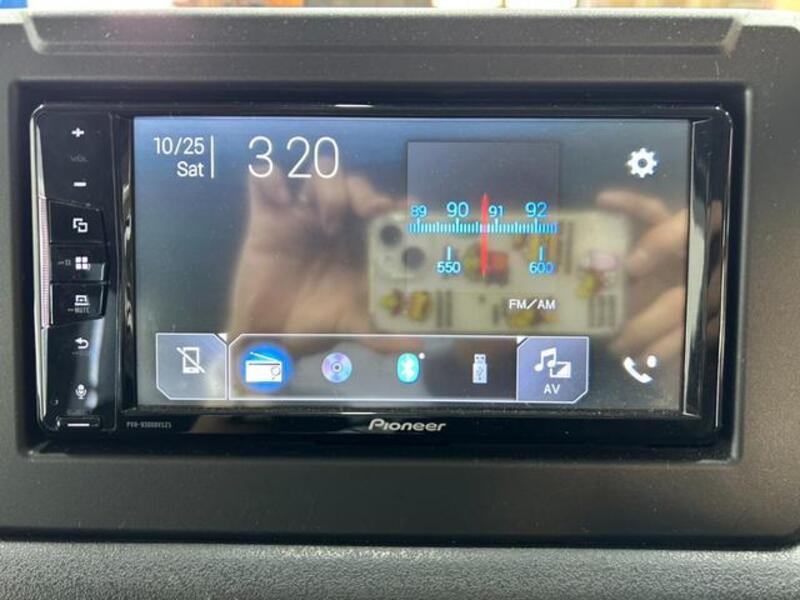 VOL
MUTE
10/25
Sat
3 20
89 90 91 92
550 600
FM/AM
AV
Pioneer